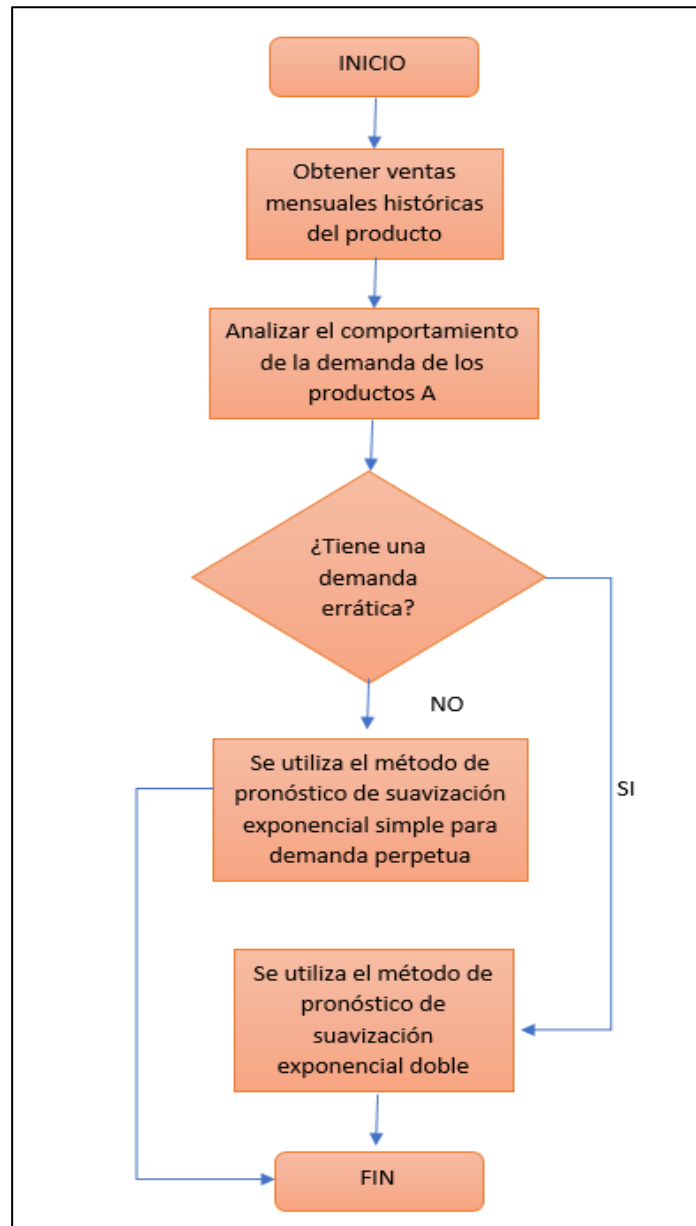 INICIO
Obtener ventas
mensuales históricas
del producto
Analizar el comportamiento
de la demanda de los
productos A
¿Tiene una
demanda
errática?
NO
Se utiliza el método de
pronóstico de suavización
exponencial simple para
demanda perpetua
SI
Se utiliza el método de
pronóstico de
suavización
exponencial doble
FIN